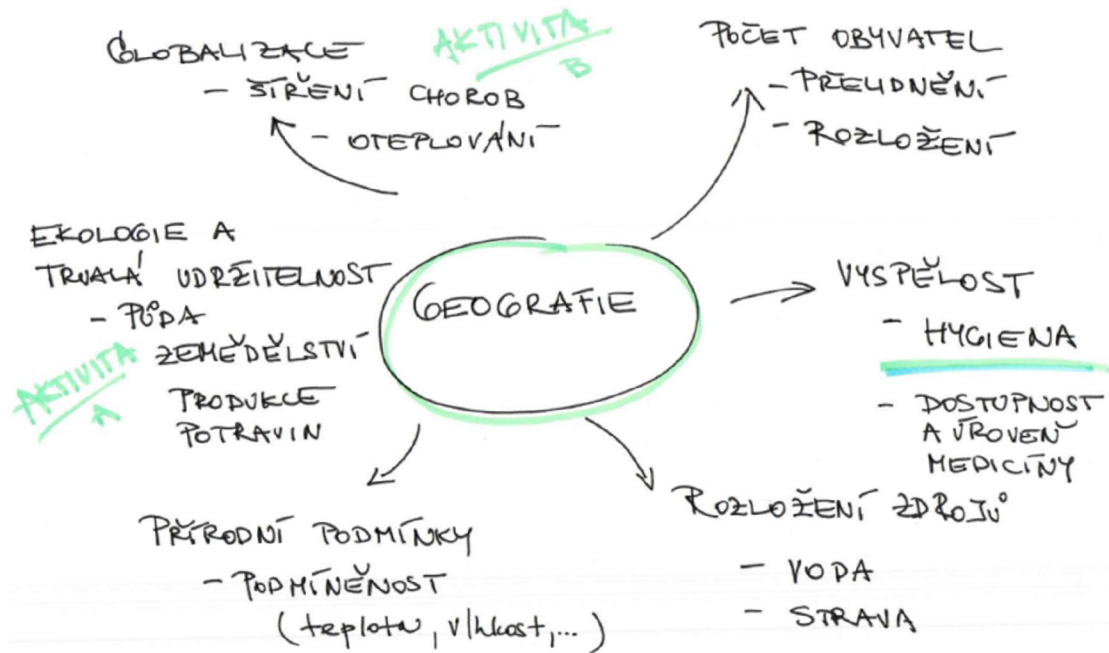 GLOBALIZACE
- ŠÍŘENÍ CHOROB
- OTEPLOVÁNÍ
AKTIVITA
B
POČET OBYVATEL
- PŘELIDNĚNÍ
- ROZLOŽENÍ
EKOLOGIE A
TRVALÁ UDRŽITELNOST
- PŮDA
ZEMĚDĚLSTVÍ
PRODUKCE
POTRAVIN
AKTIVITA
A
GEOGRAFIE
VYSPĚLOST
- HYGIENA
- DOSTUPNOST
A ÚROVEŇ
MEDICÍNY
PŘÍRODNÍ PODMÍNKY
- PODMÍNĚNOST
(teplota, vlhkost,...)
ROZLOŽENÍ ZDROJŮ
- VODA
- STRAVA